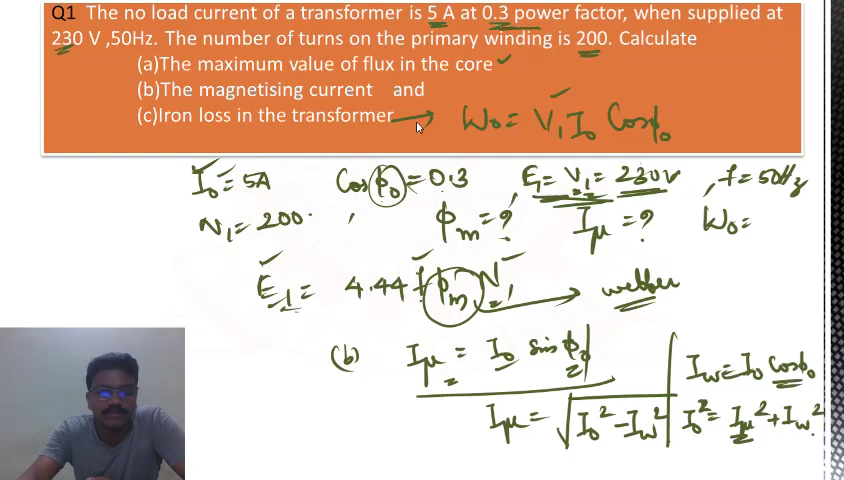 Q1 The no load current of a transformer is 5 A at 0.3 power factor, when supplied at
230 V ,50Hz. The number of turns on the primary winding is 200. Calculate
(a)The maximum value of flux in the core
(b)The magnetising current and
(c)Iron loss in the transformer
W₀ = V₁ I₀ Cosϕ₀
I₀ = 5A Cos ϕ₀ = 0.3 E₁ = V₁ = 230V , f = 50Hz
N₁ = 200 , ϕm = ? Iμ = ? W₀ =
E₁ = 4.44 f ϕm N₁ webber
(b) Iμ = I₀ sin ϕ₀
Iw = I₀ cosϕ₀
Iμ = √I₀² − Iw² I₀² = Iμ² + Iw²